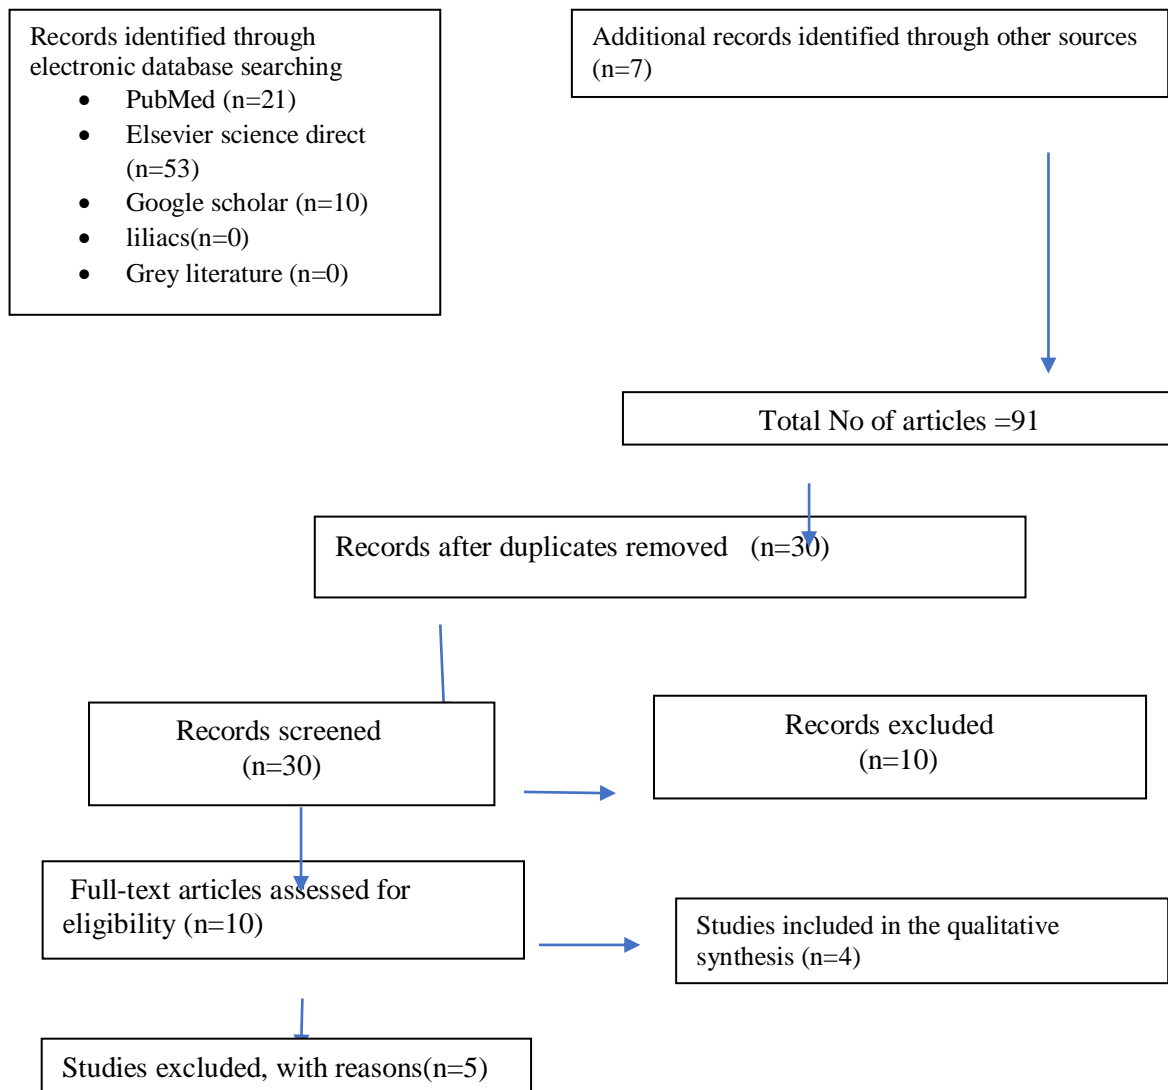 Records identified through
electronic database searching
• PubMed (n=21)
• Elsevier science direct
(n=53)
• Google scholar (n=10)
• liliacs(n=0)
• Grey literature (n=0)
Additional records identified through other sources
(n=7)
Total No of articles =91
Records after duplicates removed (n=30)
Records screened
(n=30)
Records excluded
(n=10)
Full-text articles assessed for
eligibility (n=10)
Studies included in the qualitative
synthesis (n=4)
Studies excluded, with reasons(n=5)